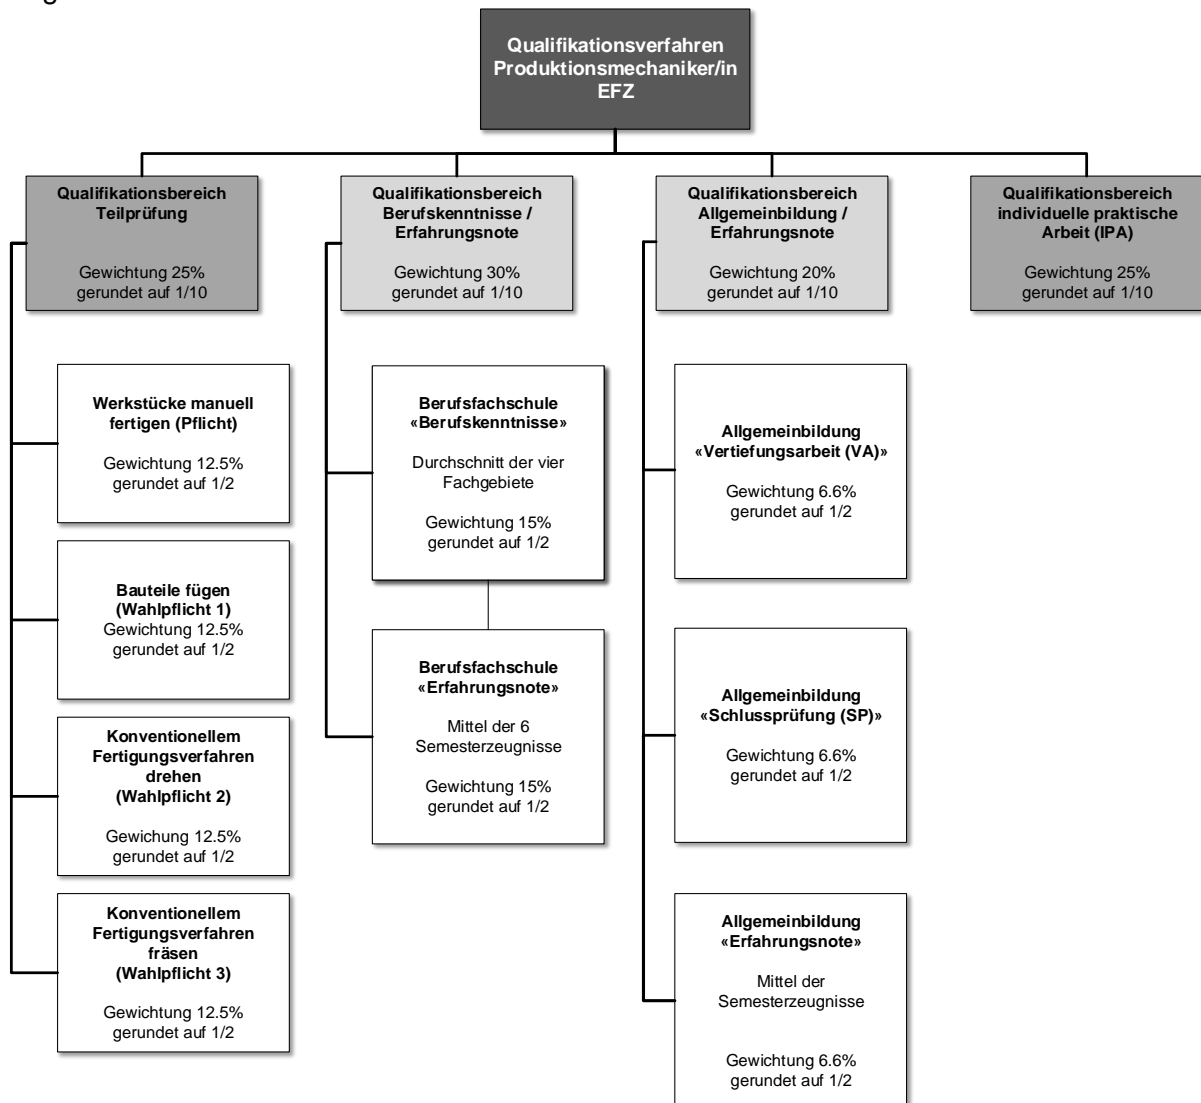 Qualifikationsverfahren
Produktionsmechaniker/in
EFZ
Qualifikationsbereich
Teilprüfung
Gewichtung 25%
gerundet auf 1/10
Qualifikationsbereich
Berufskenntnisse /
Erfahrungsnote
Gewichtung 30%
gerundet auf 1/10
Qualifikationsbereich
Allgemeinbildung /
Erfahrungsnote
Gewichtung 20%
gerundet auf 1/10
Qualifikationsbereich
individuelle praktische
Arbeit (IPA)
Gewichtung 25%
gerundet auf 1/10
Werkstücke manuell
fertigen (Pflicht)
Gewichtung 12.5%
gerundet auf 1/2
Bauteile fügen
(Wahlpflicht 1)
Gewichtung 12.5%
gerundet auf 1/2
Konventionellem
Fertigungsverfahren
drehen
(Wahlpflicht 2)
Gewichung 12.5%
gerundet auf 1/2
Konventionellem
Fertigungsverfahren
fräsen
(Wahlpflicht 3)
Gewichtung 12.5%
gerundet auf 1/2
Berufsfachschule
«Berufskenntnisse»
Durchschnitt der vier
Fachgebiete
Gewichtung 15%
gerundet auf 1/2
Berufsfachschule
«Erfahrungsnote»
Mittel der 6
Semesterzeugnisse
Gewichtung 15%
gerundet auf 1/2
Allgemeinbildung
«Vertiefungsarbeit (VA)»
Gewichtung 6.6%
gerundet auf 1/2
Allgemeinbildung
«Schlussprüfung (SP)»
Gewichtung 6.6%
gerundet auf 1/2
Allgemeinbildung
«Erfahrungsnote»
Mittel der
Semesterzeugnisse
Gewichtung 6.6%
gerundet auf 1/2